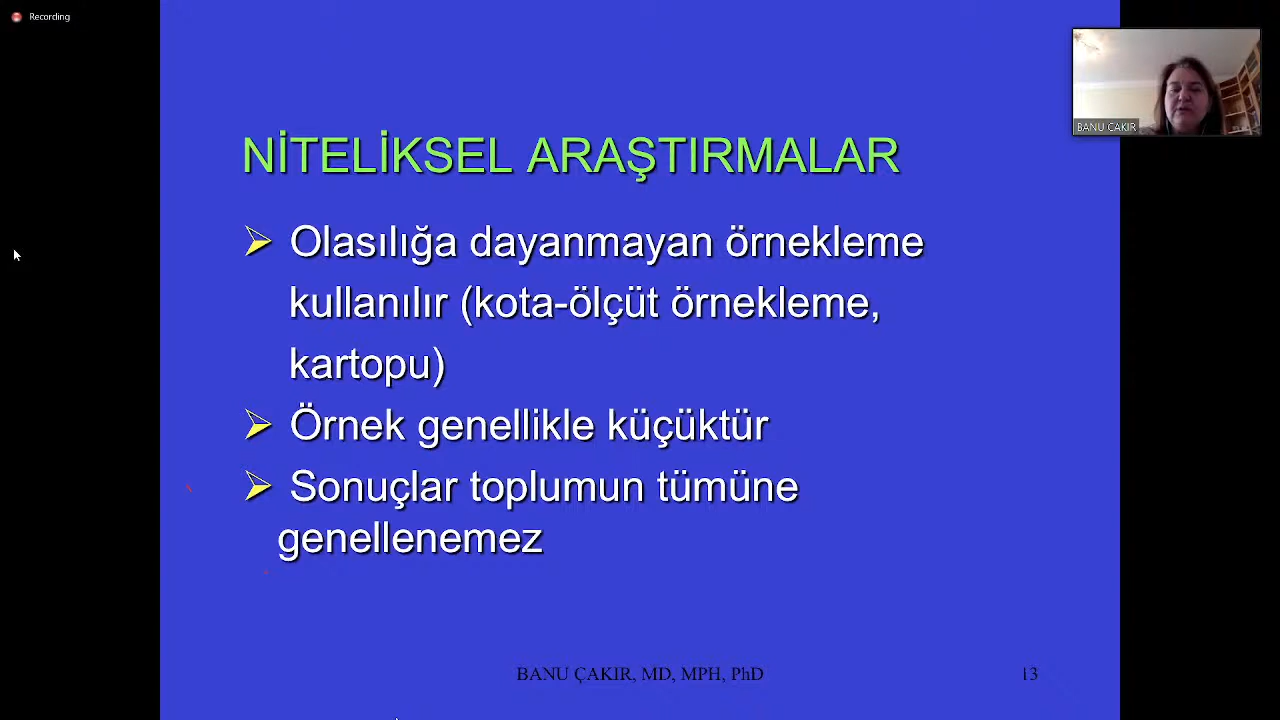 Recording
BANU CAKIR
NİTELİKSEL ARAŞTIRMALAR
Olasılığa dayanmayan örnekleme
kullanılır (kota-ölçüt örnekleme,
kartopu)
Örnek genellikle küçüktür
Sonuçlar toplumun tümüne
genellenemez
BANU ÇAKIR, MD, MPH, PhD
13